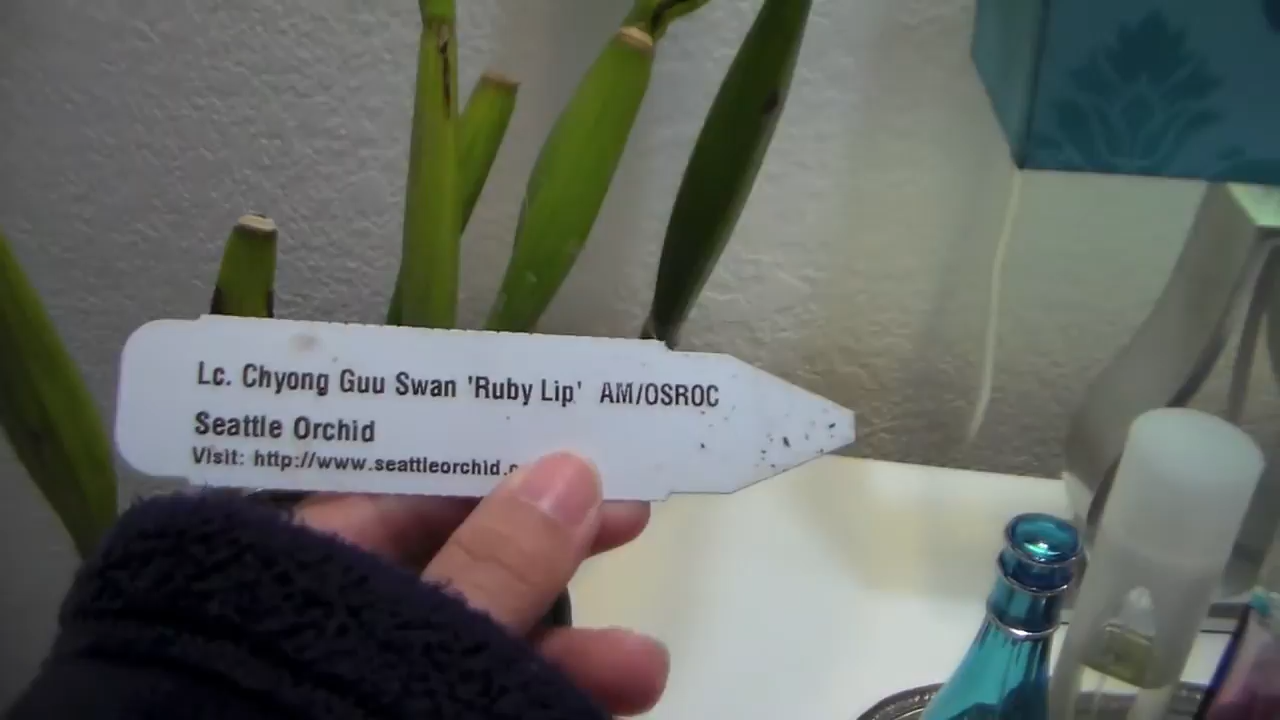 Lc. Chyong Guu Swan 'Ruby Lip' AM/OSROC
Seattle Orchid
Visit: http://www.seattleorchid.c